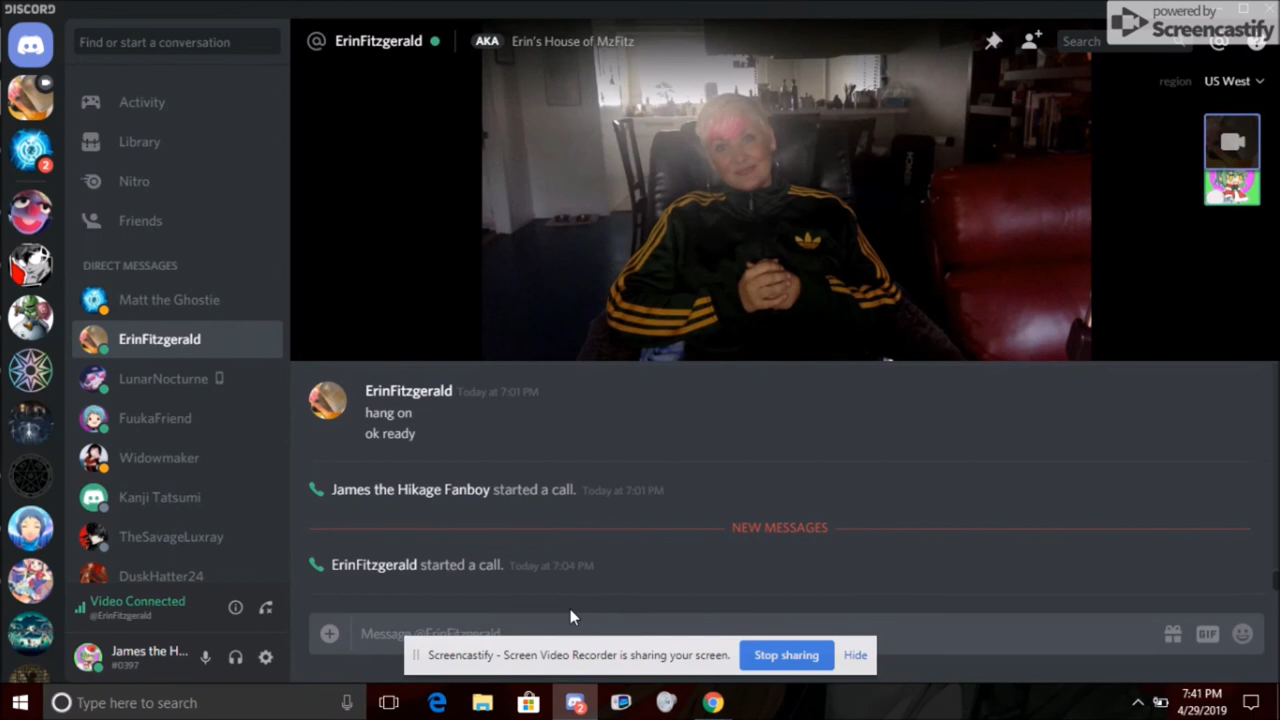 DISCORD
powered by
Screencastify
Find or start a conversation
ErinFitzgerald
AKA Erin's House of MzFitz
Search
region US West
Activity
Library
Nitro
Friends
DIRECT MESSAGES
Matt the Ghostie
ErinFitzgerald
LunarNocturne
FuukaFriend
Widowmaker
Kanji Tatsumi
TheSavageLuxray
DuskHatter24
2
Video Connected
@ErinFitzgerald
James the H...
#0397
ErinFitzgerald Today at 7:01 PM
hang on
ok ready
James the Hikage Fanboy started a call. Today at 7:01 PM
NEW MESSAGES
ErinFitzgerald started a call. Today at 7:04 PM
Message @ErinFitzgerald
GIF
Screencastify - Screen Video Recorder is sharing your screen. Stop sharing Hide
Type here to search
2
7:41 PM
4/29/2019